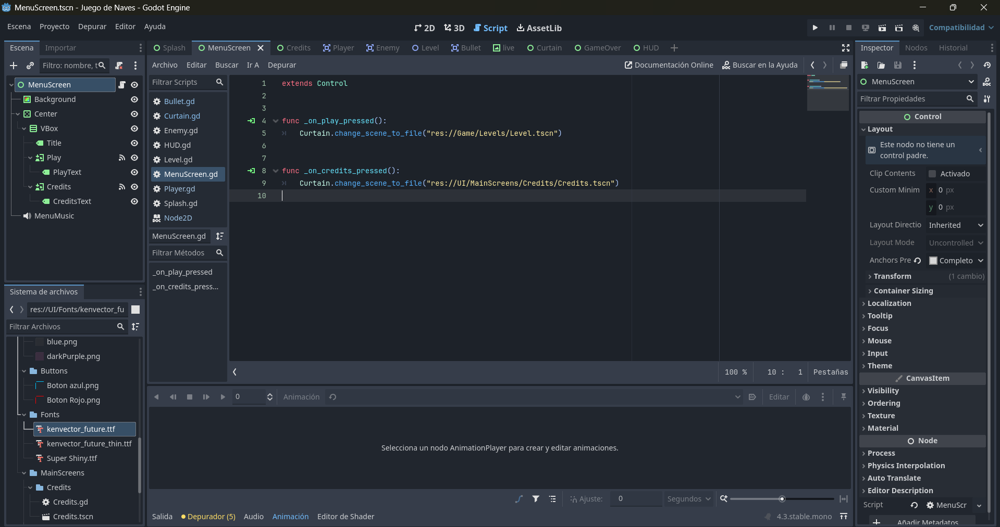 MenuScreen.tscn - Juego de Naves - Godot Engine
Escena Proyecto Depurar Editor Ayuda
2D 3D Script AssetLib
Compatibilidad
Escena Importar
Filtro: nombre, t
MenuScreen
Background
Center
VBox
Title
Play
PlayText
Credits
CreditsText
MenuMusic
Sistema de archivos
res://UI/Fonts/kenvector_fu
Filtrar Archivos
blue.png
darkPurple.png
Buttons
Boton azul.png
Boton Rojo.png
Fonts
kenvector_future.ttf
kenvector_future_thin.ttf
Super Shiny.ttf
MainScreens
Credits
Credits.gd
Credits.tscn
Splash MenuScreen Credits Player Enemy Level Bullet live Curtain GameOver HUD
Archivo Editar Buscar Ir A Depurar
Documentación Online Buscar en la Ayuda
Filtrar Scripts
Bullet.gd
Curtain.gd
Enemy.gd
HUD.gd
Level.gd
MenuScreen.gd
Player.gd
Splash.gd
DOC Node2D
MenuScreen.gd
Filtrar Métodos
_on_play_pressed
_on_credits_press...
1 extends Control
2
3
4 func _on_play_pressed():
5 Curtain.change_scene_to_file("res://Game/Levels/Level.tscn")
6
7
8 func _on_credits_pressed():
9 Curtain.change_scene_to_file("res://UI/MainScreens/Credits/Credits.tscn")
10
100 % 10 : 1 Pestañas
0 Animación Editar
Selecciona un nodo AnimationPlayer para crear y editar animaciones.
Ajuste: 0 Segundos
Salida Depurador (5) Audio Animación Editor de Shader
4.3.stable.mono
Inspector Nodos Historial
MenuScreen
DOC
Filtrar Propiedades
Control
Layout
Este nodo no tiene un
control padre.
Clip Contents Activado
Custom Minim x 0 px
y 0 px
Layout Directio Inherited
Layout Mode Uncontrolled
Anchors Pre Completo
Transform (1 cambio)
Container Sizing
Localization
Tooltip
Focus
Mouse
Input
Theme
CanvasItem
Visibility
Ordering
Texture
Material
Node
Process
Physics Interpolation
Auto Translate
Editor Description
Script MenuScr
Añadir Metadatos